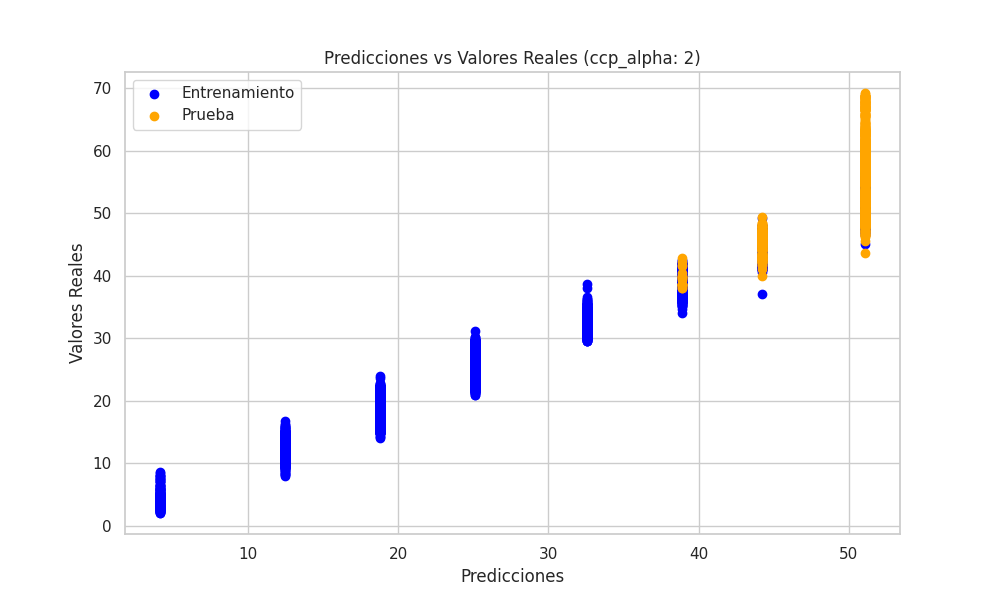 Predicciones vs Valores Reales (ccp_alpha: 2)
Entrenamiento
Prueba
70
60
50
40
30
20
10
0
Valores Reales
10
20
30
40
50
Predicciones